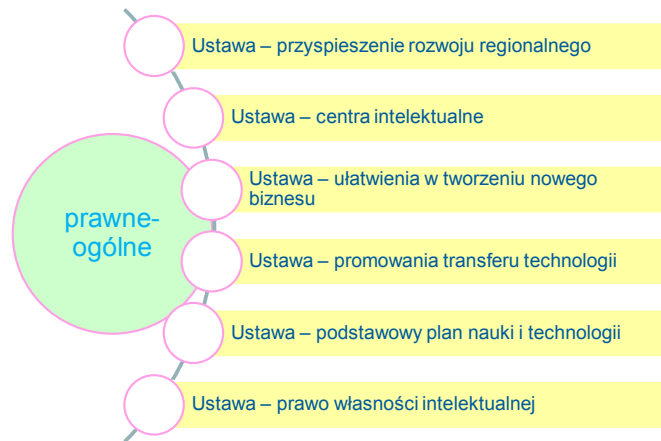 Ustawa – przyspieszenie rozwoju regionalnego
Ustawa – centra intelektualne
Ustawa – ułatwienia w tworzeniu nowego
biznesu
prawne-
ogólne
Ustawa – promowania transferu technologii
Ustawa – podstawowy plan nauki i technologii
Ustawa – prawo własności intelektualnej